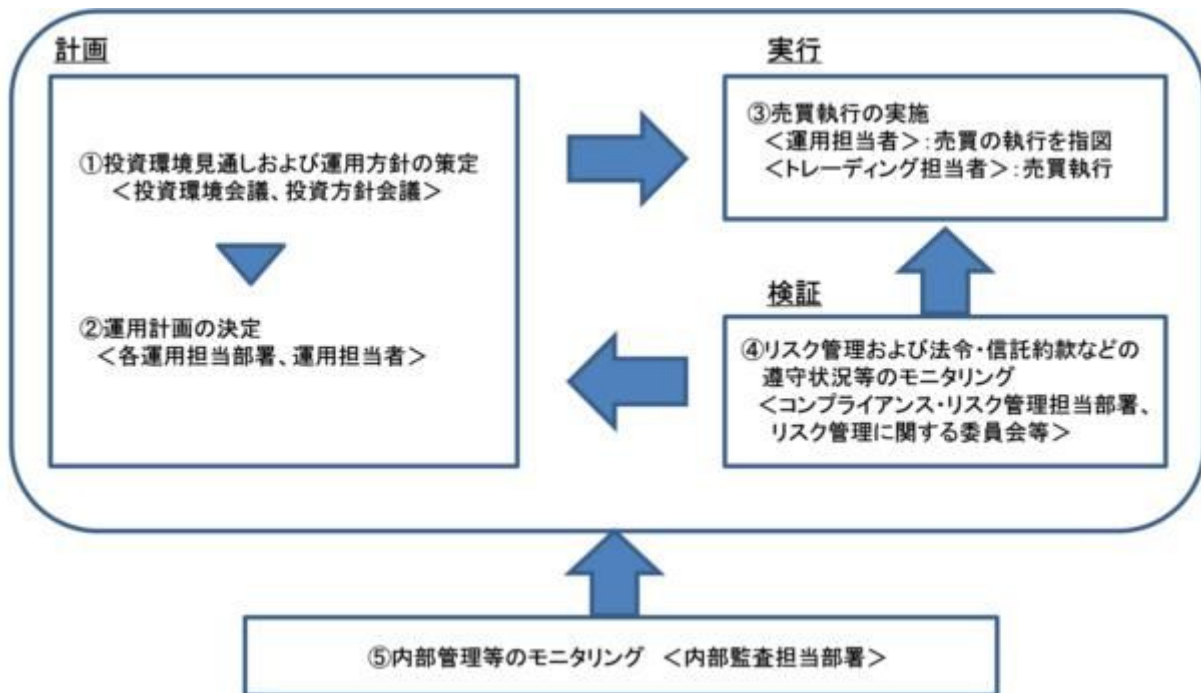 計画
①投資環境見通しおよび運用方針の策定
＜投資環境会議、投資方針会議＞
②運用計画の決定
＜各運用担当部署、運用担当者＞
実行
③売買執行の実施
＜運用担当者＞：売買の執行を指図
＜トレーディング担当者＞：売買執行
検証
④リスク管理および法令・信託約款などの
遵守状況等のモニタリング
＜コンプライアンス・リスク管理担当部署、
リスク管理に関する委員会等＞
⑤内部管理等のモニタリング ＜内部監査担当部署＞